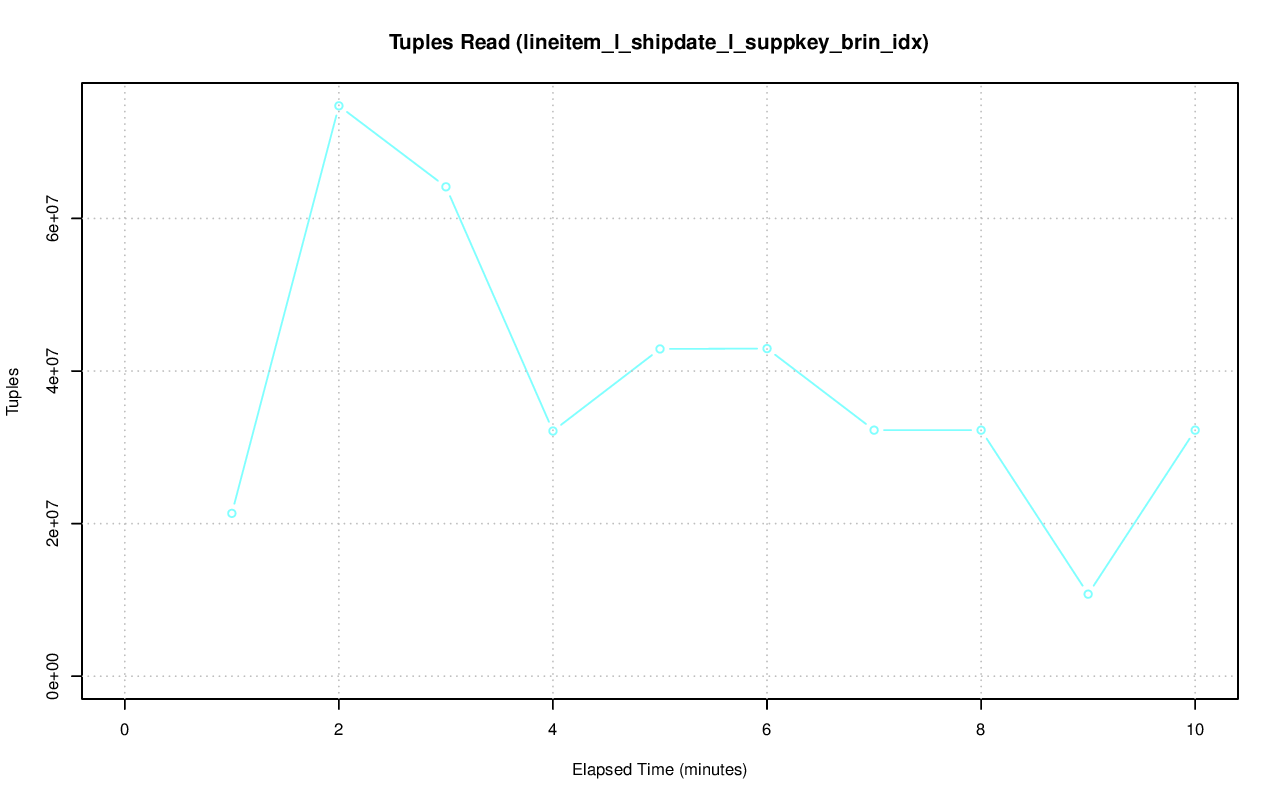 Tuples Read (lineitem_l_shipdate_l_suppkey_brin_idx)
Tuples
6e+07
4e+07
2e+07
0e+00
0 2 4 6 8 10
Elapsed Time (minutes)